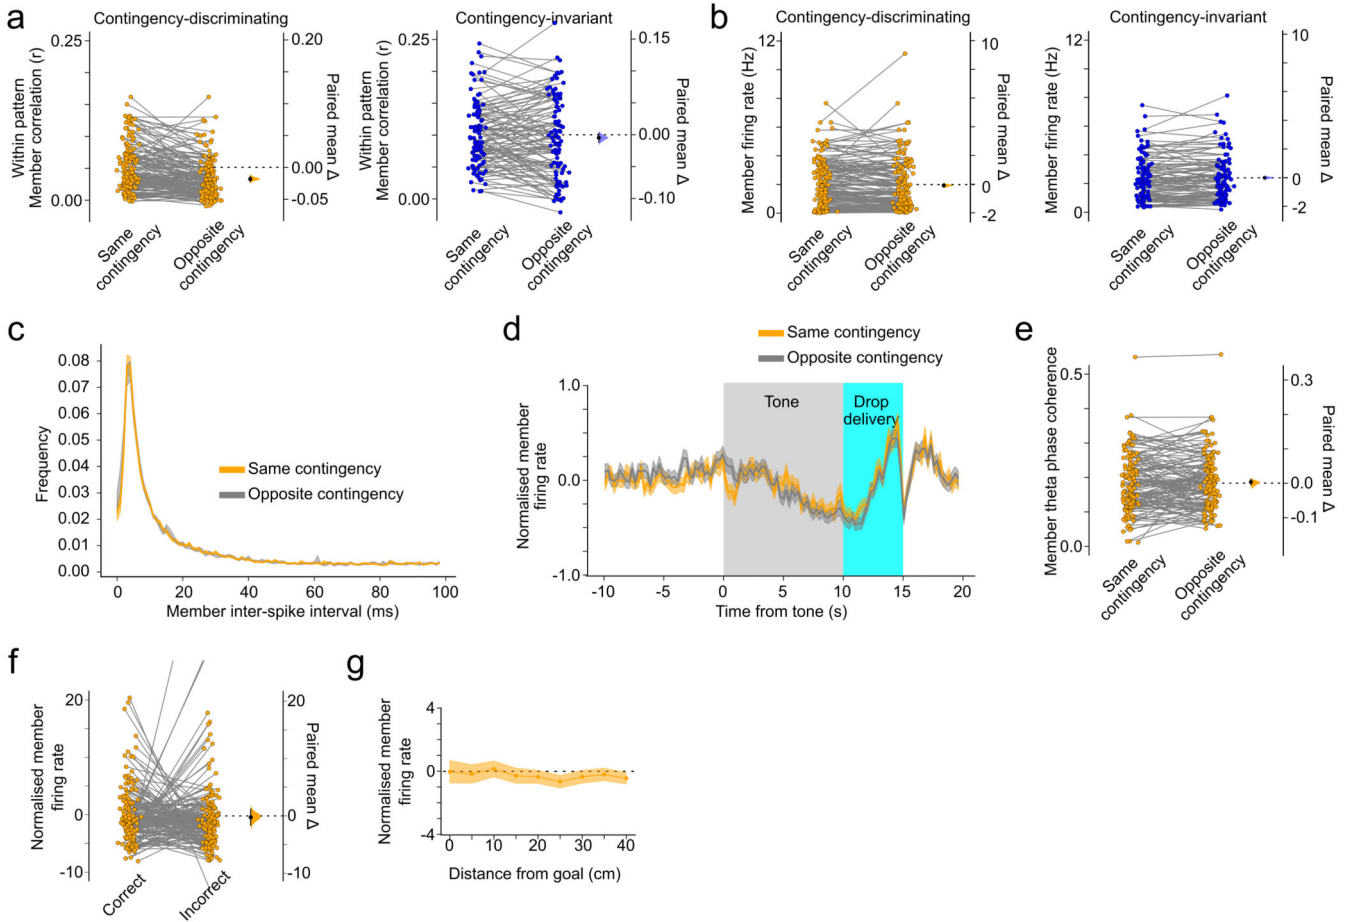 a
Contingency-discriminating
Within pattern
Member correlation (r)
0.25
0.00
0.20
0.00
-0.05
Paired mean Δ
Same
contingency
Opposite
contingency
Contingency-invariant
Within pattern
Member correlation (r)
0.25
0.00
0.15
0.00
-0.10
Paired mean Δ
Same
contingency
Opposite
contingency
b
Contingency-discriminating
Member firing rate (Hz)
12
0
10
0
-2
Paired mean Δ
Same
contingency
Opposite
contingency
Contingency-invariant
Member firing rate (Hz)
12
0
10
0
-2
Paired mean Δ
Same
contingency
Opposite
contingency
c
Frequency
0.08
0.07
0.06
0.05
0.04
0.03
0.02
0.01
0.00
Same contingency
Opposite contingency
0 20 40 60 80 100
Member inter-spike interval (ms)
d
Same contingency
Opposite contingency
Normalised member
firing rate
1.0
0.0
-1.0
Tone
Drop
delivery
-10 -5 0 5 10 15 20
Time from tone (s)
e
Member theta phase coherence
0.5
0.0
0.3
0.0
-0.1
Paired mean Δ
Same
contingency
Opposite
contingency
f
Normalised member
firing rate
20
0
-10
20
0
-10
Paired mean Δ
Correct
Incorrect
g
Normalised member
firing rate
4
0
-4
0 10 20 30 40
Distance from goal (cm)